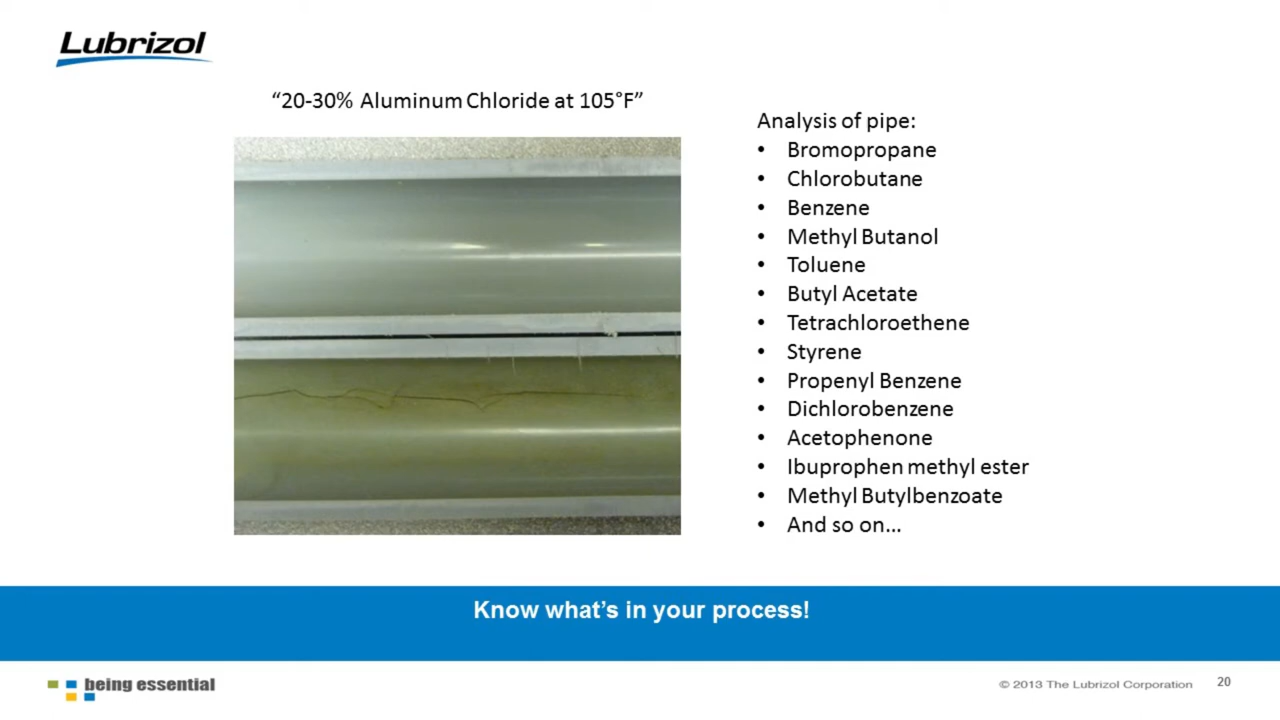 Lubrizol
“20-30% Aluminum Chloride at 105°F”
Analysis of pipe:
• Bromopropane
• Chlorobutane
• Benzene
• Methyl Butanol
• Toluene
• Butyl Acetate
• Tetrachloroethene
• Styrene
• Propenyl Benzene
• Dichlorobenzene
• Acetophenone
• Ibuprophen methyl ester
• Methyl Butylbenzoate
• And so on…
Know what’s in your process!
being essential
© 2013 The Lubrizol Corporation
20